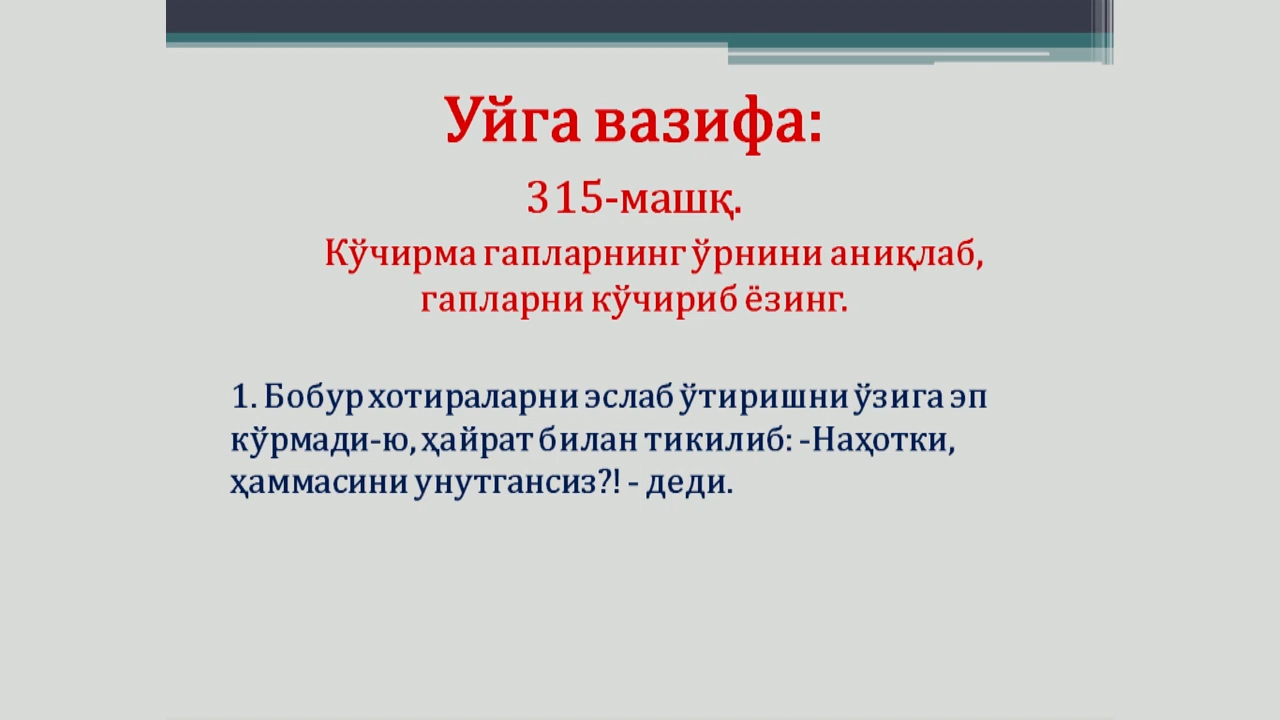 Уйга вазифа:
315-машқ.
Кўчирма гапларнинг ўрнини аниқлаб,
гапларни кўчириб ёзинг.
1. Бобур хотираларни эслаб ўтиришни ўзига эп
кўрмади-ю, ҳайрат билан тикилиб: -Наҳотки,
ҳаммасини унутгансиз?! - деди.